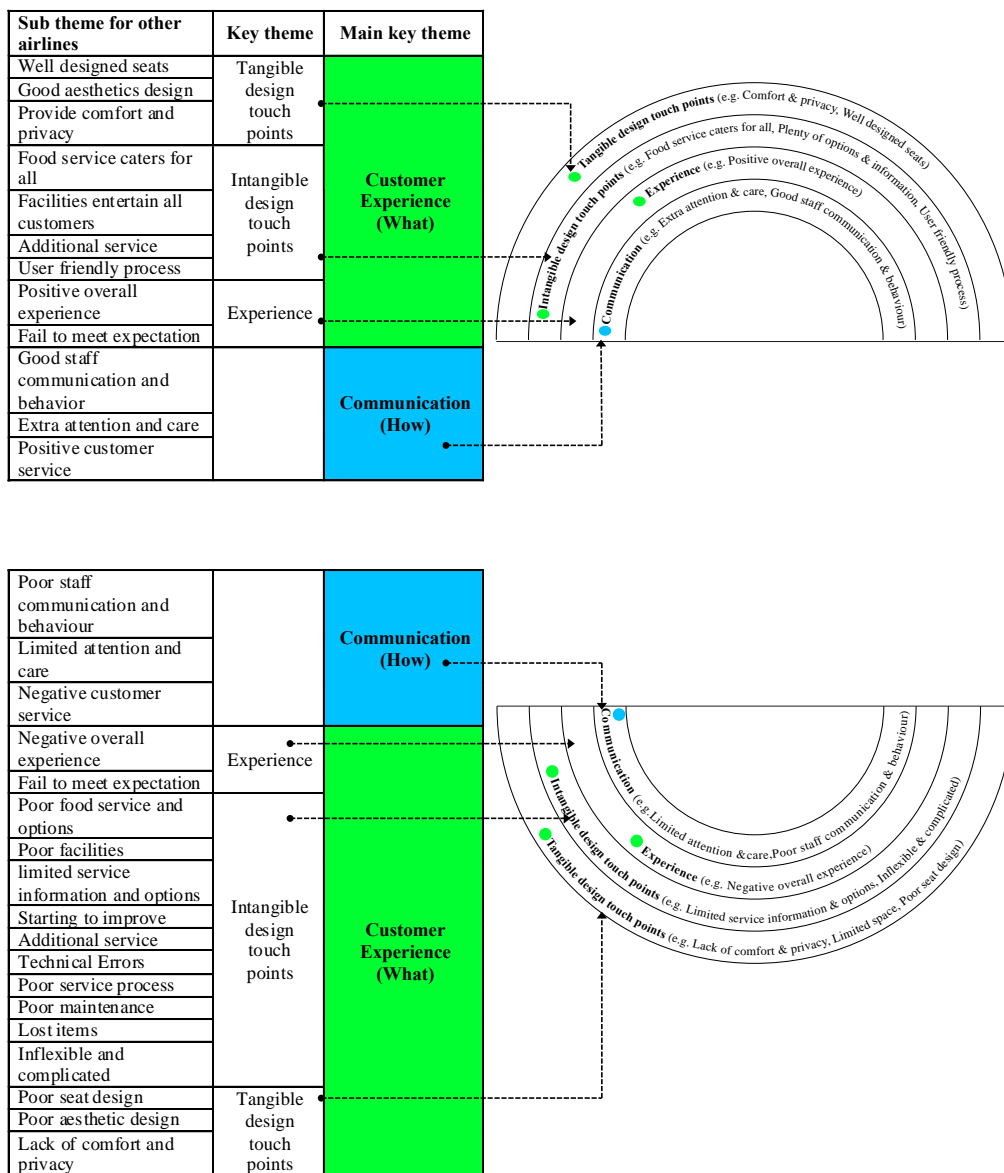 Sub theme for other
airlines
Key theme
Main key theme
Well designed seats
Good aesthetics design
Provide comfort and
privacy
Tangible
design
touch
points
Food service caters for
all
Facilities entertain all
customers
Additional service
User friendly process
Intangible
design
touch
points
Customer
Experience
(What)
Positive overall
experience
Fail to meet expectation
Experience
Good staff
communication and
behavior
Extra attention and care
Positive customer
service
Communication
(How)
Tangible design touch points (e.g. Comfort & privacy, Well designed seats)
Intangible design touch points (e.g. Food service caters for all, Plenty of options & information, User friendly process)
Experience (e.g. Positive overall experience)
Communication (e.g. Extra attention & care, Good staff communication & behaviour)
Poor staff
communication and
behaviour
Limited attention and
care
Negative customer
service
Communication
(How)
Negative overall
experience
Fail to meet expectation
Experience
Poor food service and
options
Poor facilities
limited service
information and options
Starting to improve
Additional service
Technical Errors
Poor service process
Poor maintenance
Lost items
Inflexible and
complicated
Intangible
design
touch
points
Customer
Experience
(What)
Poor seat design
Poor aesthetic design
Lack of comfort and
privacy
Tangible
design
touch
points
Communication (e.g.Limited attention &care,Poor staff communication & behaviour)
Experience (e.g. Negative overall experience)
Intangible design touch points (e.g. Limited service information & options, Inflexible & complicated)
Tangible design touch points (e.g. Lack of comfort & privacy, Limited space, Poor seat design)